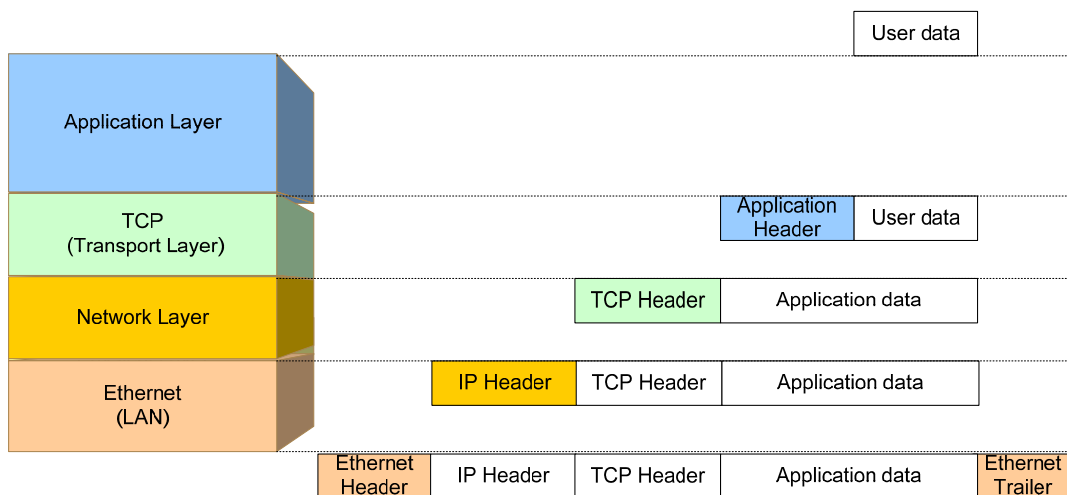 User data
Application Layer
TCP
(Transport Layer)
Application
Header
User data
Network Layer
TCP Header
Application data
Ethernet
(LAN)
IP Header
TCP Header
Application data
Ethernet
Header
IP Header
TCP Header
Application data
Ethernet
Trailer